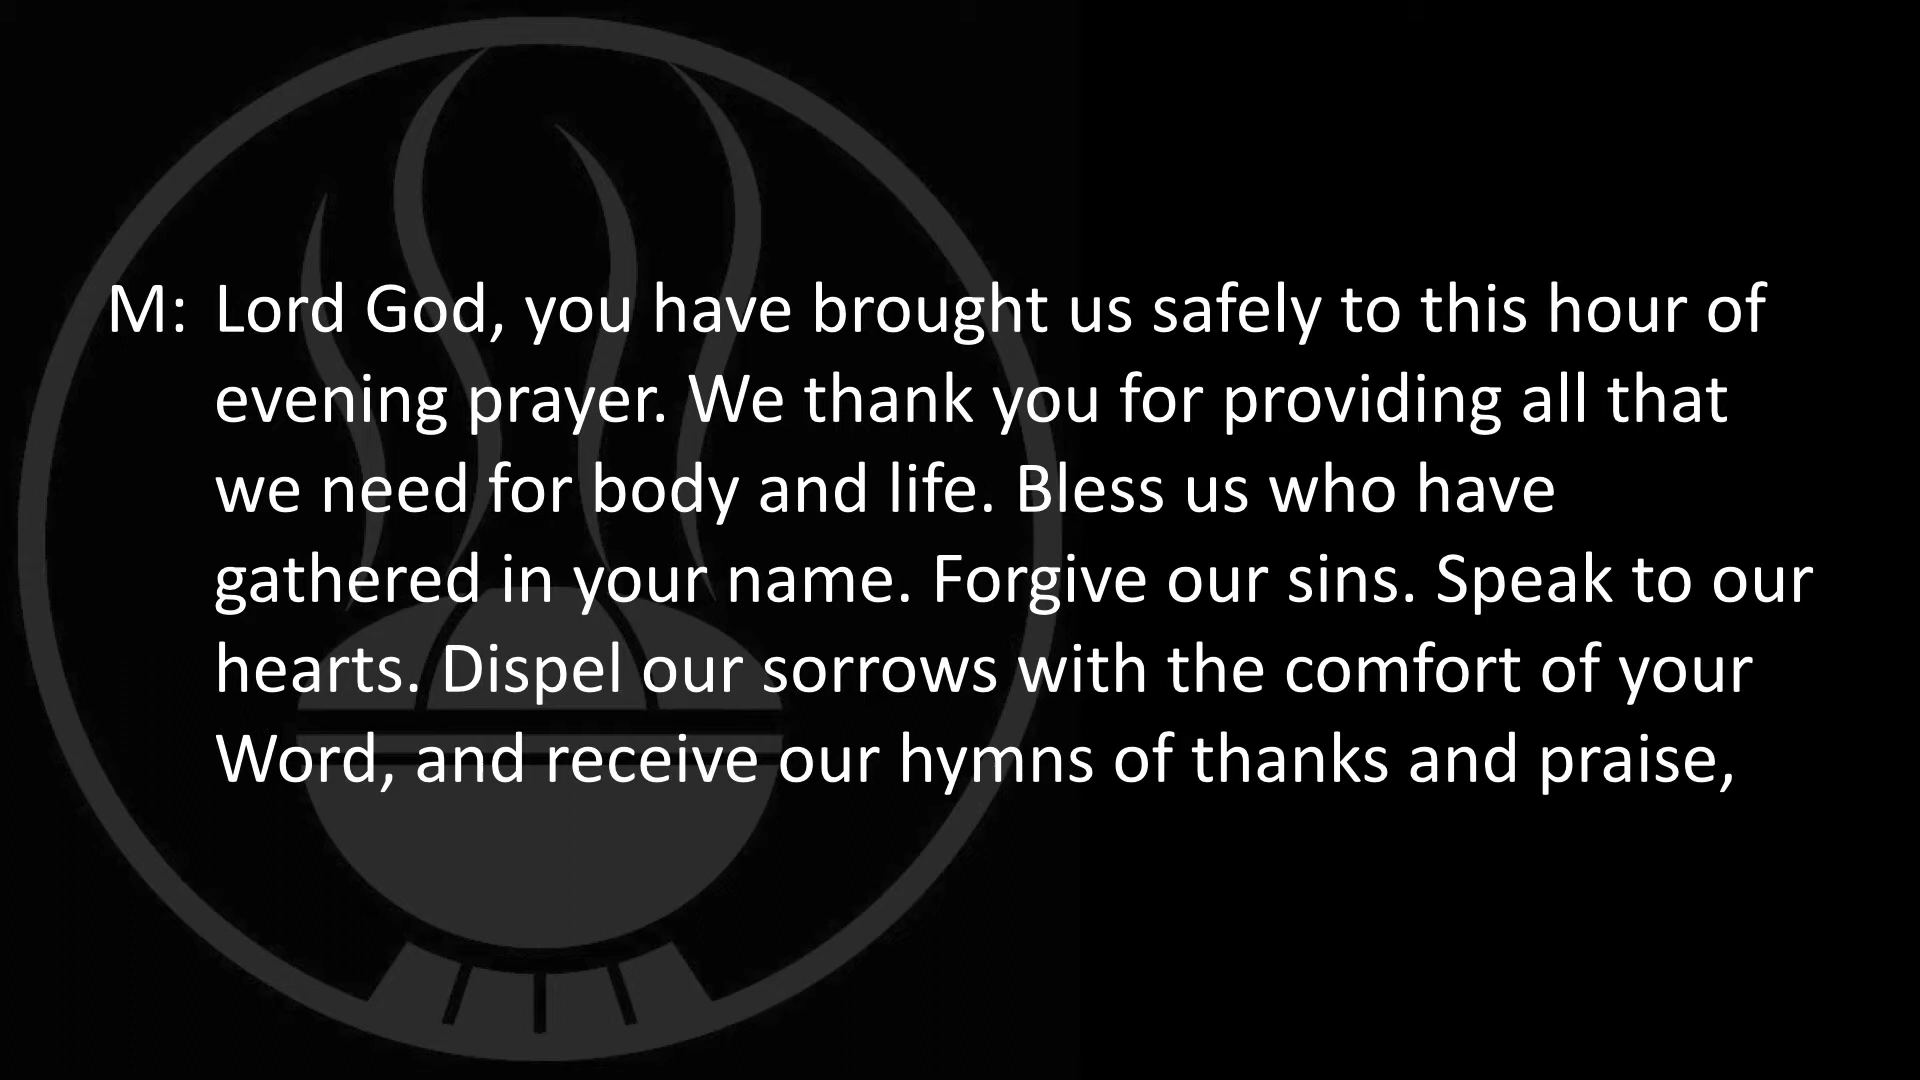 M: Lord God, you have brought us safely to this hour of
evening prayer. We thank you for providing all that
we need for body and life. Bless us who have
gathered in your name. Forgive our sins. Speak to our
hearts. Dispel our sorrows with the comfort of your
Word, and receive our hymns of thanks and praise,